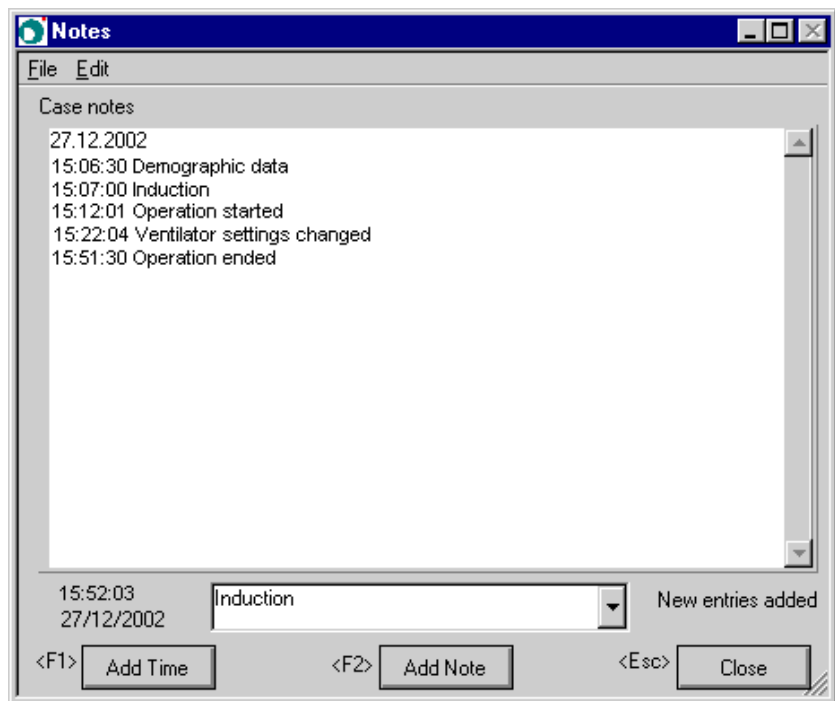 Notes
File Edit
Case notes
27.12.2002
15:06:30 Demographic data
15:07:00 Induction
15:12:01 Operation started
15:22:04 Ventilator settings changed
15:51:30 Operation ended
15:52:03
27/12/2002
Induction
New entries added
<F1> Add Time <F2> Add Note <Esc> Close